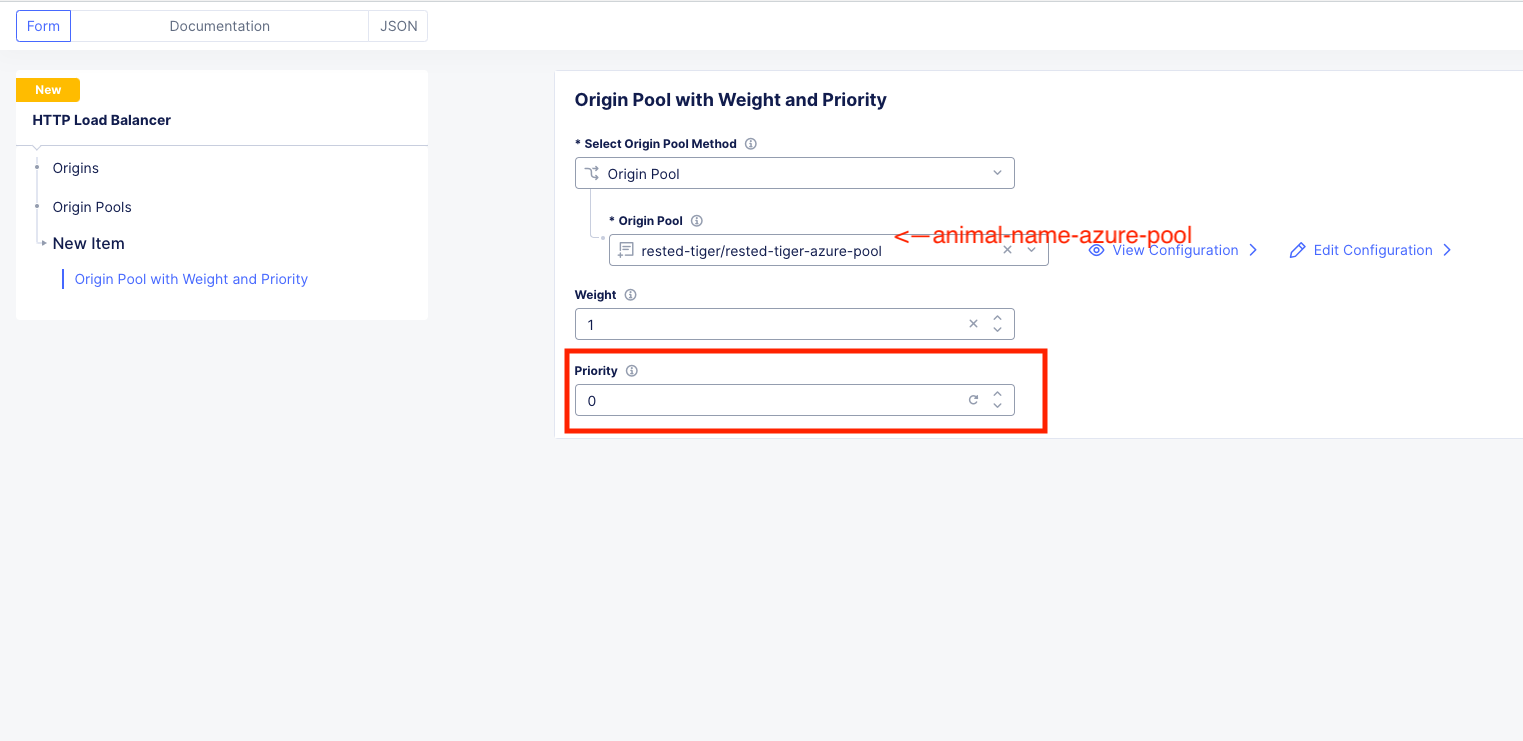 Form Documentation JSON
New
HTTP Load Balancer
Origins
Origin Pools
New Item
Origin Pool with Weight and Priority
Origin Pool with Weight and Priority
* Select Origin Pool Method
Origin Pool
* Origin Pool
<—animal-name-azure-pool
rested-tiger/rested-tiger-azure-pool
View Configuration
Edit Configuration
Weight
1
Priority
0